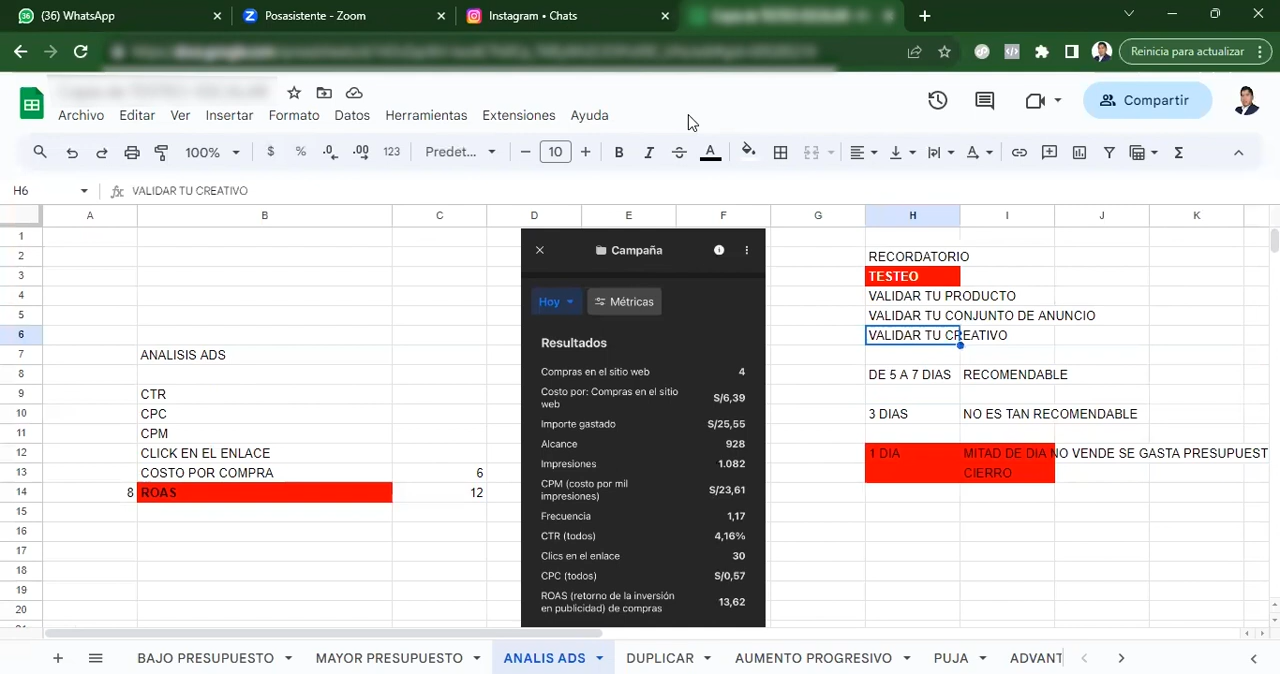 (36) WhatsApp
Posasistente - Zoom
Instagram • Chats
Reinicia para actualizar
Archivo Editar Ver Insertar Formato Datos Herramientas Extensiones Ayuda
Compartir
100% $ % .0 .00 123 Predet... 10 B I A Σ
H6 fx VALIDAR TU CREATIVO
A B C D E F G H I J K
1
2 RECORDATORIO
3 TESTEO
4 VALIDAR TU PRODUCTO
5 VALIDAR TU CONJUNTO DE ANUNCIO
6 VALIDAR TU CREATIVO
7 ANALISIS ADS
8 DE 5 A 7 DIAS RECOMENDABLE
9 CTR
10 CPC 3 DIAS NO ES TAN RECOMENDABLE
11 CPM
12 CLICK EN EL ENLACE 1 DIA MITAD DE DIA NO VENDE SE GASTA PRESUPUEST
13 COSTO POR COMPRA 6 CIERRO
14 8 ROAS 12
15
16
17
18
19
20
Campaña
Hoy Métricas
Resultados
Compras en el sitio web 4
Costo por: Compras en el sitio
web S/6,39
Importe gastado S/25,55
Alcance 928
Impresiones 1.082
CPM (costo por mil
impresiones) S/23,61
Frecuencia 1,17
CTR (todos) 4,16%
Clics en el enlace 30
CPC (todos) S/0,57
ROAS (retorno de la inversión
en publicidad) de compras 13,62
BAJO PRESUPUESTO MAYOR PRESUPUESTO ANALIS ADS DUPLICAR AUMENTO PROGRESIVO PUJA ADVANT